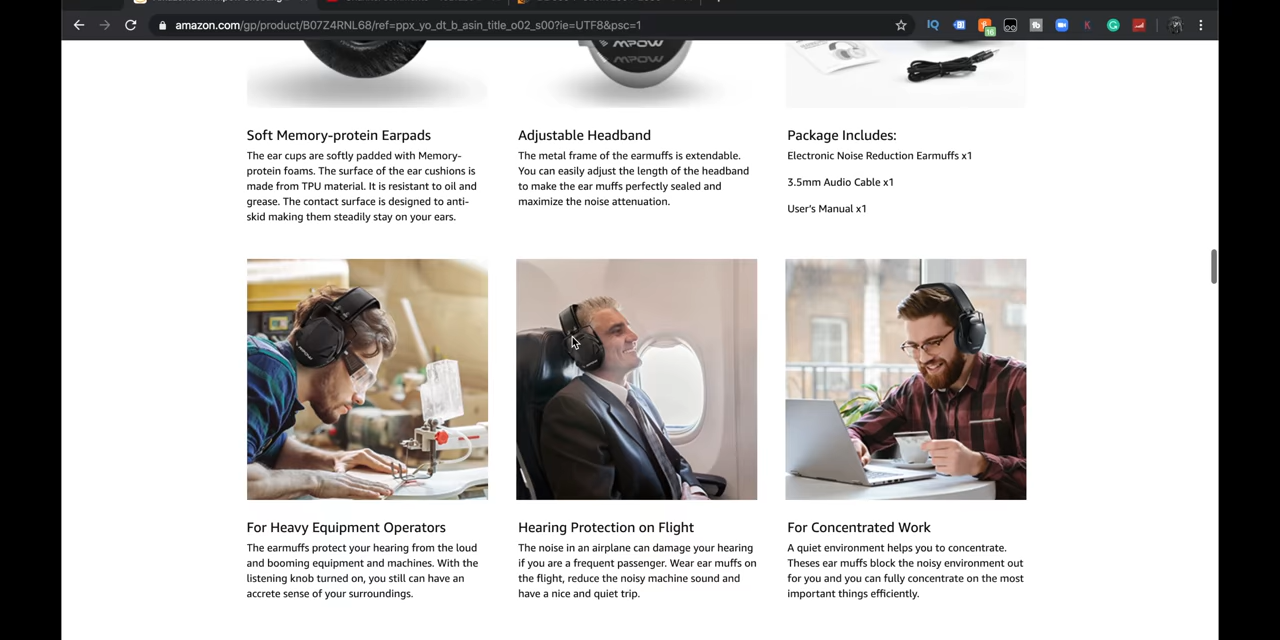 amazon.com/gp/product/B07Z4RNL68/ref=ppx_yo_dt_b_asin_title_o02_s00?ie=UTF8&psc=1
16
MPOW
MPOW
Soft Memory-protein Earpads
The ear cups are softly padded with Memory-
protein foams. The surface of the ear cushions is
made from TPU material. It is resistant to oil and
grease. The contact surface is designed to anti-
skid making them steadily stay on your ears.
Adjustable Headband
The metal frame of the earmuffs is extendable.
You can easily adjust the length of the headband
to make the ear muffs perfectly sealed and
maximize the noise attenuation.
Package Includes:
Electronic Noise Reduction Earmuffs x1
3.5mm Audio Cable x1
User's Manual x1
For Heavy Equipment Operators
The earmuffs protect your hearing from the loud
and booming equipment and machines. With the
listening knob turned on, you still can have an
accrete sense of your surroundings.
Hearing Protection on Flight
The noise in an airplane can damage your hearing
if you are a frequent passenger. Wear ear muffs on
the flight, reduce the noisy machine sound and
have a nice and quiet trip.
For Concentrated Work
A quiet environment helps you to concentrate.
Theses ear muffs block the noisy environment out
for you and you can fully concentrate on the most
important things efficiently.